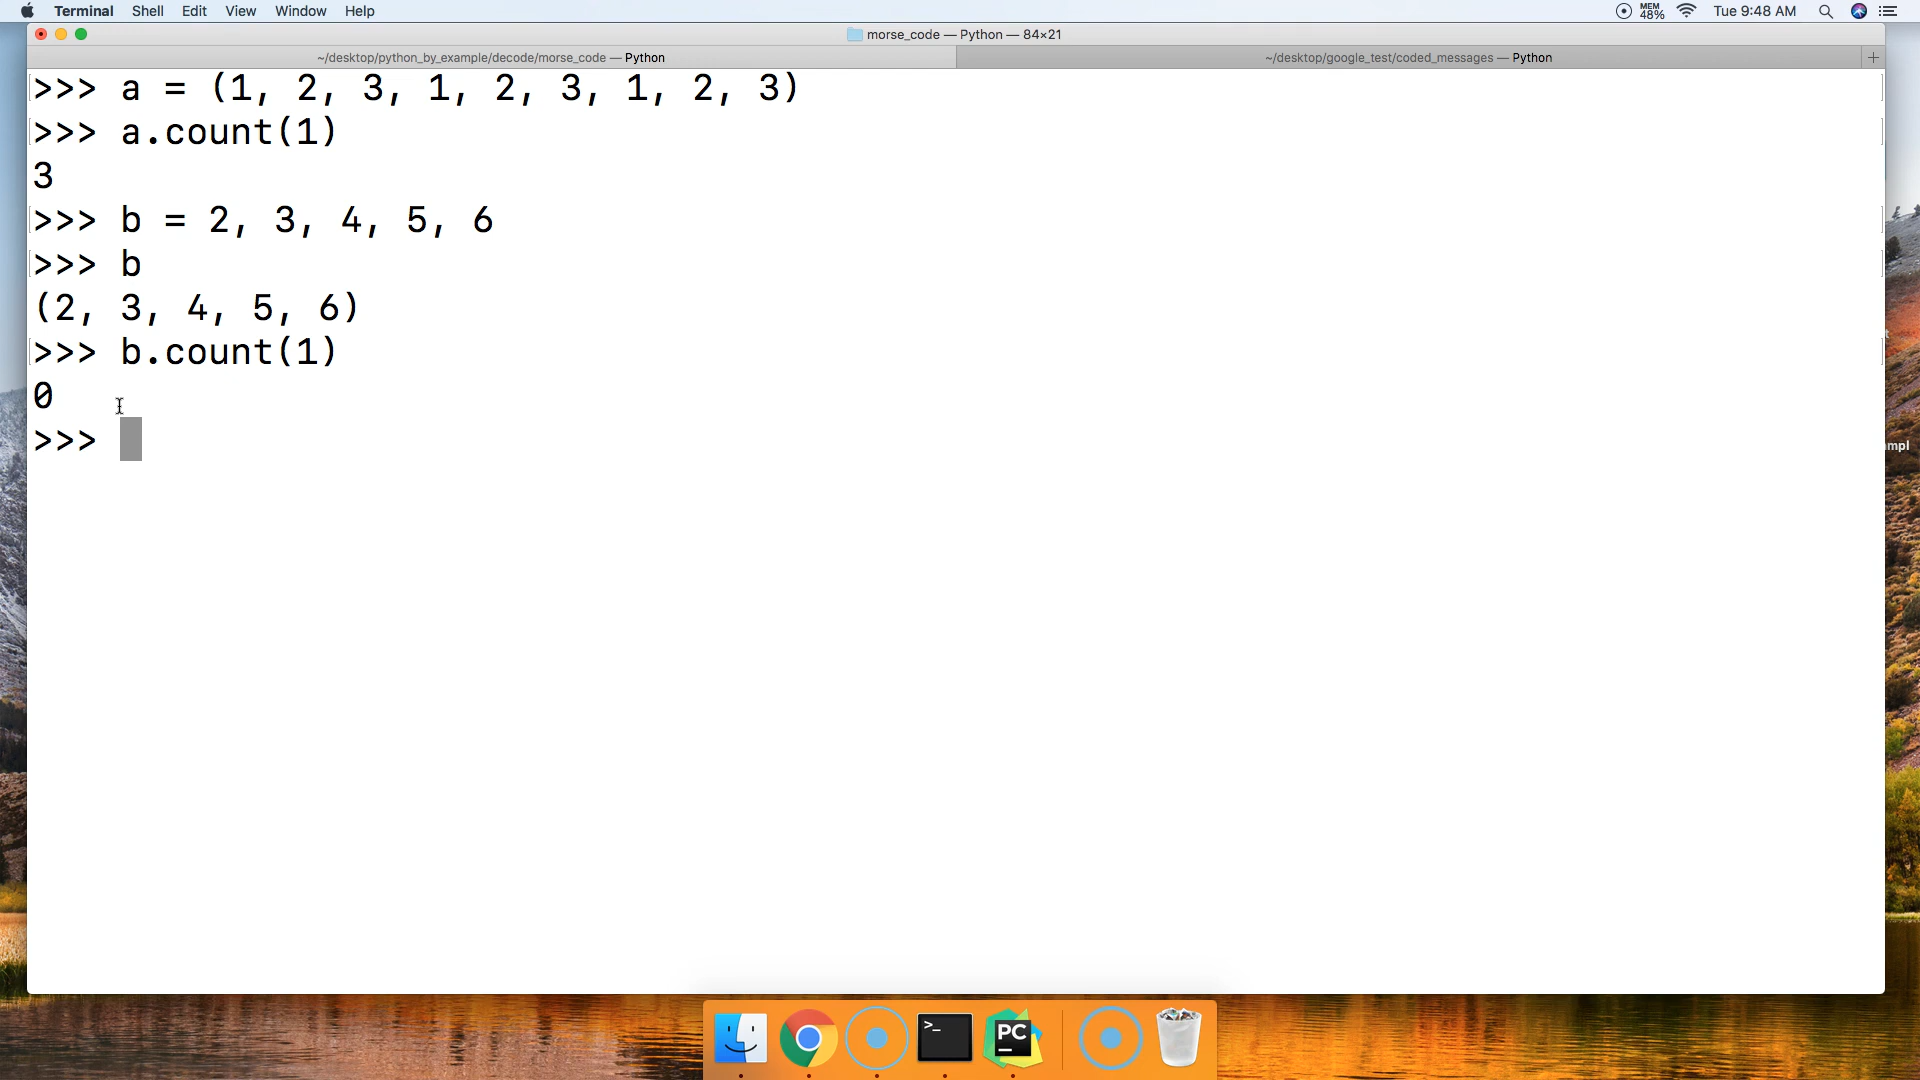 Terminal Shell Edit View Window Help
MEM 48% Tue 9:48 AM
morse_code — Python — 84×21
~/desktop/python_by_example/decode/morse_code — Python
~/desktop/google_test/coded_messages — Python
>>> a = (1, 2, 3, 1, 2, 3, 1, 2, 3)
>>> a.count(1)
3
>>> b = 2, 3, 4, 5, 6
>>> b
(2, 3, 4, 5, 6)
>>> b.count(1)
0
>>>
mpl
>_
PC